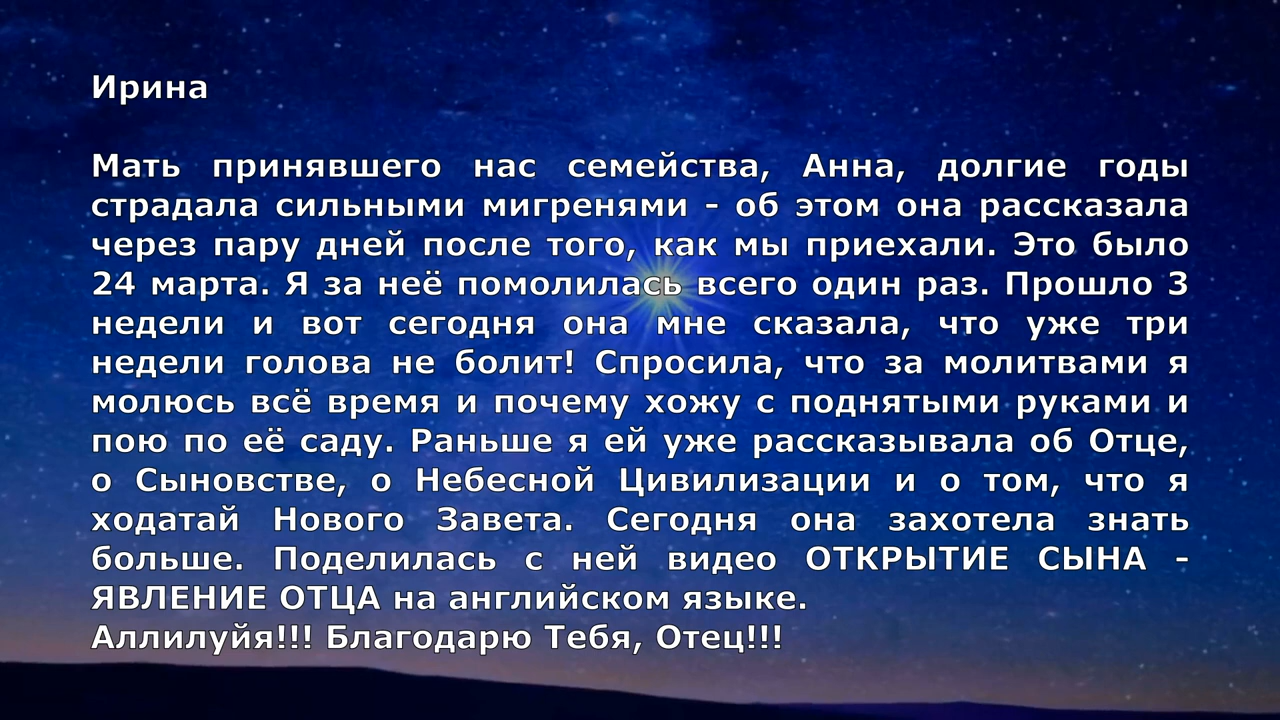 Ирина
Мать принявшего нас семейства, Анна, долгие годы
страдала сильными мигренями - об этом она рассказала
через пару дней после того, как мы приехали. Это было
24 марта. Я за неё помолилась всего один раз. Прошло 3
недели и вот сегодня она мне сказала, что уже три
недели голова не болит! Спросила, что за молитвами я
молюсь всё время и почему хожу с поднятыми руками и
пою по её саду. Раньше я ей уже рассказывала об Отце,
о Сыновстве, о Небесной Цивилизации и о том, что я
ходатай Нового Завета. Сегодня она захотела знать
больше. Поделилась с ней видео ОТКРЫТИЕ СЫНА -
ЯВЛЕНИЕ ОТЦА на английском языке.
Аллилуйя!!! Благодарю Тебя, Отец!!!